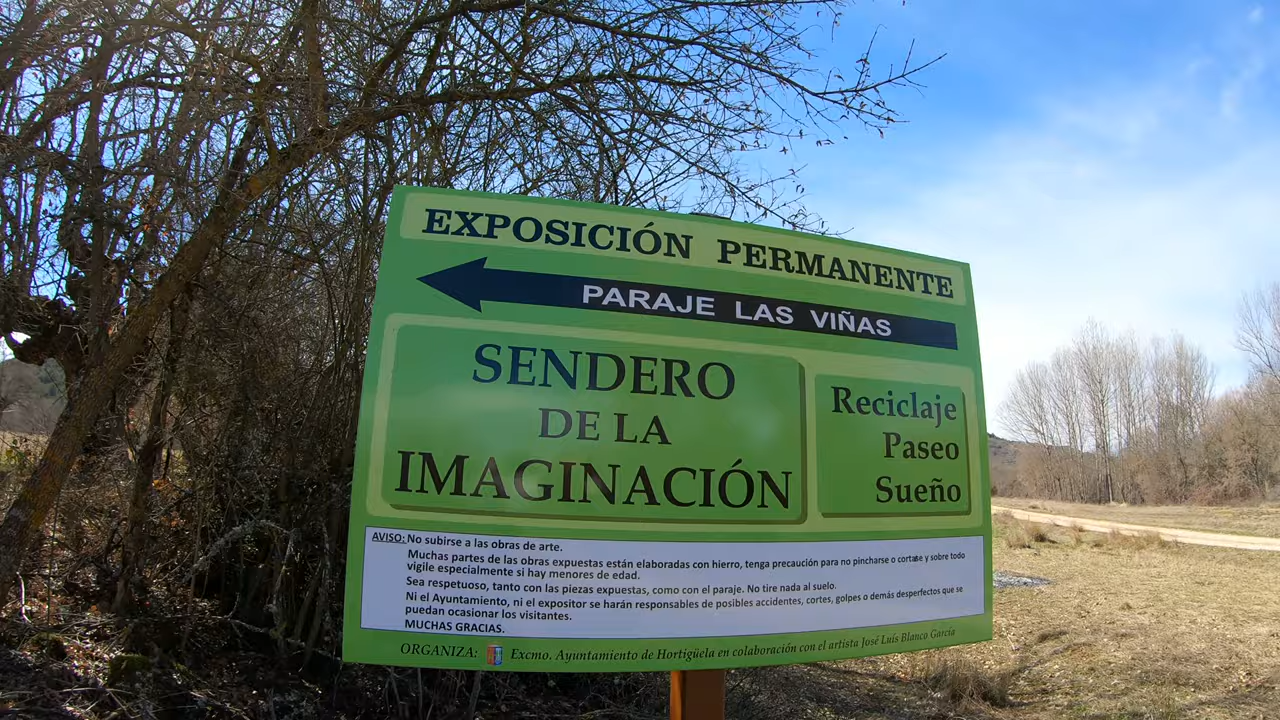 EXPOSICIÓN PERMANENTE
PARAJE LAS VIÑAS
SENDERO
DE LA
IMAGINACIÓN
Reciclaje
Paseo
Sueño
AVISO: No subirse a las obras de arte.
Muchas partes de las obras expuestas están elaboradas con hierro, tenga precaución para no pincharse o cortase y sobre todo
vigile especialmente si hay menores de edad.
Sea respetuoso, tanto con las piezas expuestas, como con el paraje. No tire nada al suelo.
Ni el Ayuntamiento, ni el expositor se harán responsables de posibles accidentes, cortes, golpes o demás desperfectos que se
puedan ocasionar los visitantes.
MUCHAS GRACIAS.
ORGANIZA: Excmo. Ayuntamiento de Hortigüela en colaboración con el artista José Luís Blanco García